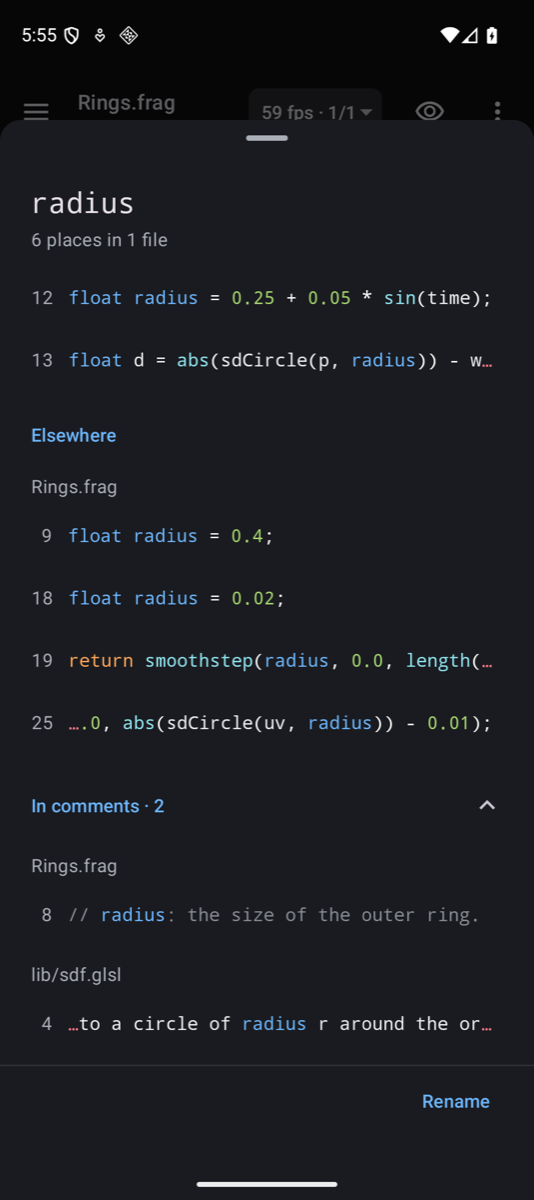 5:55
Rings.frag
59 fps · 1/1
radius
6 places in 1 file
12 float radius = 0.25 + 0.05 * sin(time);
13 float d = abs(sdCircle(p, radius)) - w…
Elsewhere
Rings.frag
9 float radius = 0.4;
18 float radius = 0.02;
19 return smoothstep(radius, 0.0, length(…
25 ….0, abs(sdCircle(uv, radius)) - 0.01);
In comments · 2
Rings.frag
8 // radius: the size of the outer ring.
lib/sdf.glsl
4 …to a circle of radius r around the or…
Rename